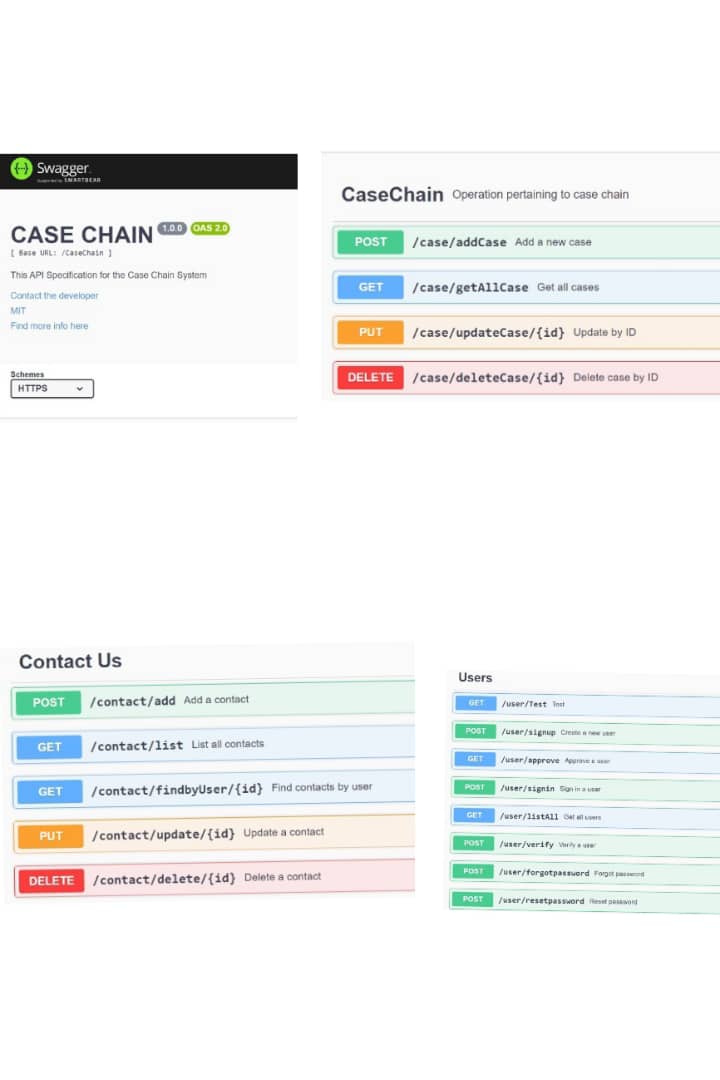 Swagger.
Supported by SMARTBEAR
CASE CHAIN 1.0.0 OAS 2.0
[ Base URL: /CaseChain ]
This API Specification for the Case Chain System
Contact the developer
MIT
Find more info here
Schemes
HTTPS
CaseChain Operation pertaining to case chain
POST /case/addCase Add a new case
GET /case/getAllCase Get all cases
PUT /case/updateCase/{id} Update by ID
DELETE /case/deleteCase/{id} Delete case by ID
Contact Us
POST /contact/add Add a contact
GET /contact/list List all contacts
GET /contact/findbyUser/{id} Find contacts by user
PUT /contact/update/{id} Update a contact
DELETE /contact/delete/{id} Delete a contact
Users
GET /user/Test Test
POST /user/signup Create a new user
GET /user/approve Approve a user
POST /user/signin Sign in a user
GET /user/listAll Get all users
POST /user/verify Verify a user
POST /user/forgotpassword Forgot password
POST /user/resetpassword Reset password